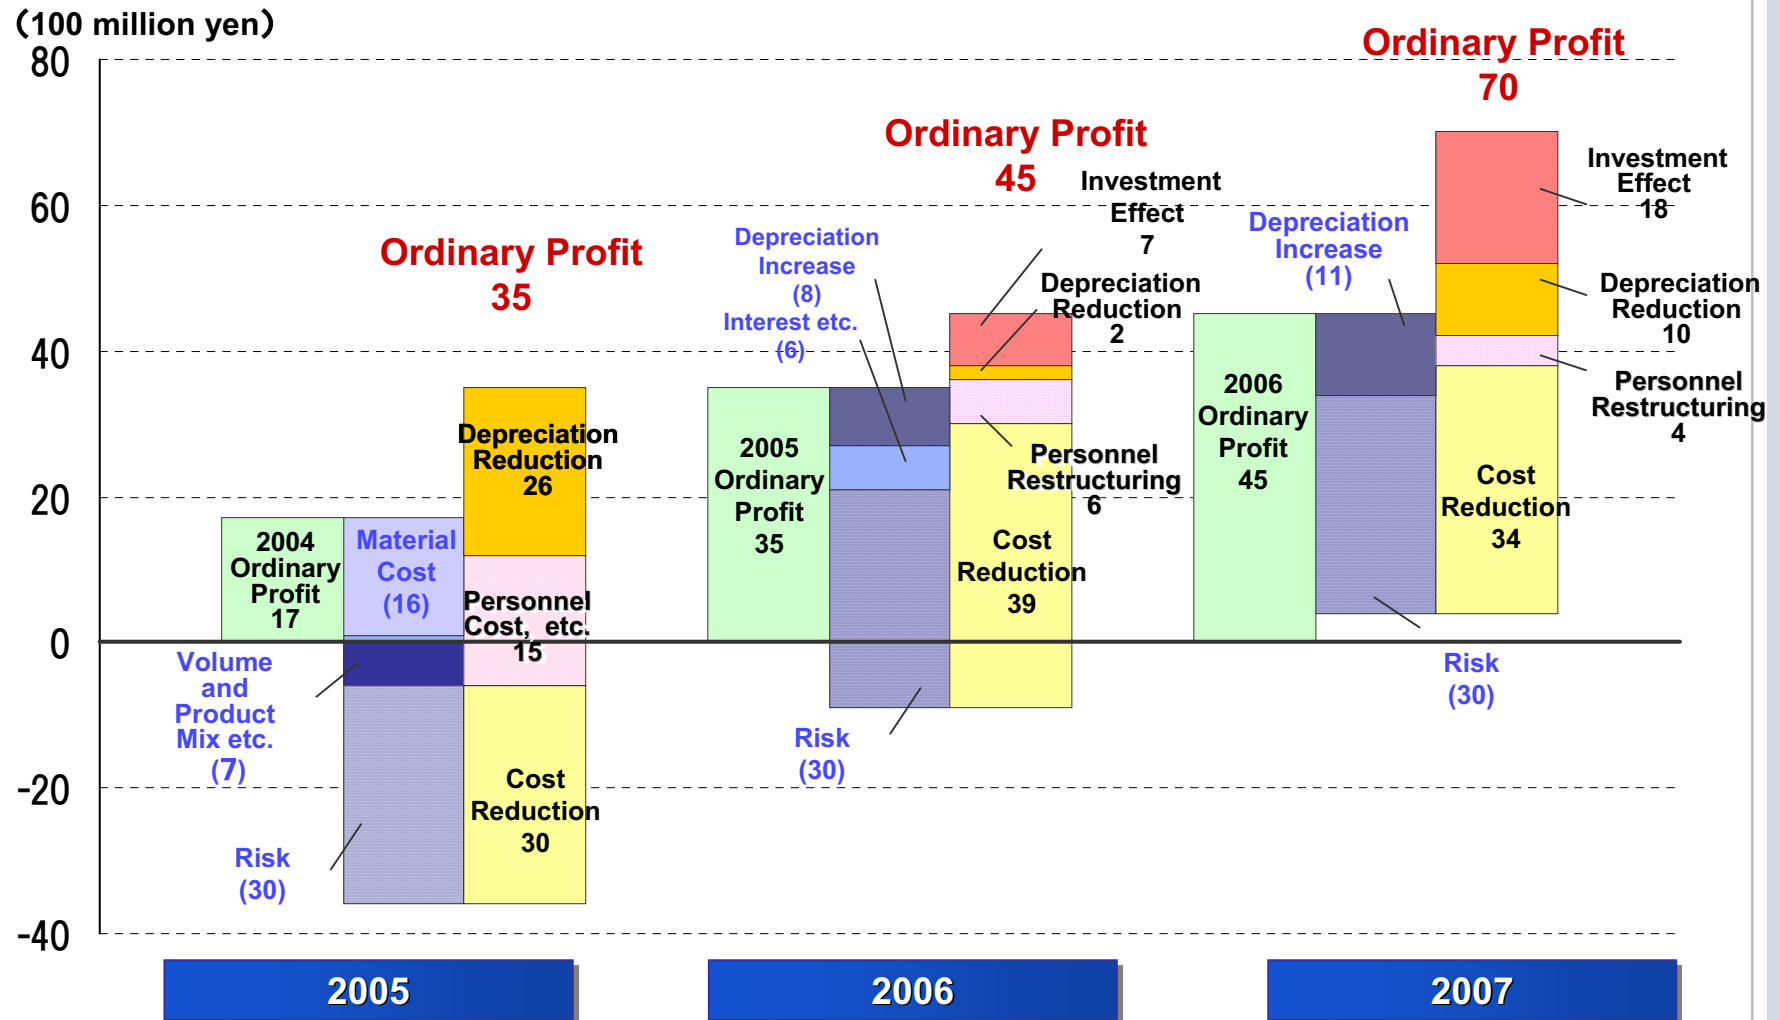 （100 million yen）
80
60
40
20
0
-20
-40
Ordinary Profit
35
2004
Ordinary
Profit
17
Material
Cost
(16)
Volume
and
Product
Mix etc.
(7)
Risk
(30)
Depreciation
Reduction
26
Personnel
Cost, etc.
15
Cost
Reduction
30
Ordinary Profit
45
2005
Ordinary
Profit
35
Depreciation
Increase
(8)
Interest etc.
(6)
Risk
(30)
Investment
Effect
7
Depreciation
Reduction
2
Personnel
Restructuring
6
Cost
Reduction
39
Ordinary Profit
70
2006
Ordinary
Profit
45
Depreciation
Increase
(11)
Risk
(30)
Investment
Effect
18
Depreciation
Reduction
10
Personnel
Restructuring
4
Cost
Reduction
34
2005
2006
2007